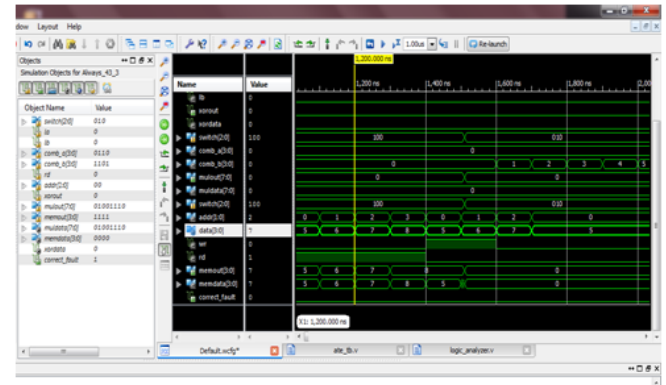 dow Layout Help
1.00us Re-launch
Objects
Simulation Objects for Always_43_3
Object Name Value
switch[2:0] 010
ia 0
ib 0
comb_a[3:0] 0110
comb_b[3:0] 1101
rd 0
addr[1:0] 00
xorout 0
mulout[7:0] 01001110
memout[3:0] 1111
muldata[7:0] 01001110
memdata[3:0] 0000
xordata 0
correct_fault 1
1,200.000 ns
Name Value 1,200 ns 1,400 ns 1,600 ns 1,800 ns 2,00
ib 0
xorout 0
xordata 0
switch[2:0] 100 100 010
comb_a[3:0] 0 0
comb_b[3:0] 0 0 1 2 3 4 5
mulout[7:0] 0 0 0
muldata[7:0] 0 0
switch[2:0] 100 100 010
addr[1:0] 2 0 1 2 3 0 1 2 0
data[3:0] 7 5 6 7 8 5 6 7 5
wr 0
rd 1
memout[3:0] 7 5 6 7 8 0
memdata[3:0] 7 5 6 7 8 5 0
correct_fault 0
X1: 1,200.000 ns
Default.wcfg* ate_tb.v logic_analyzer.v